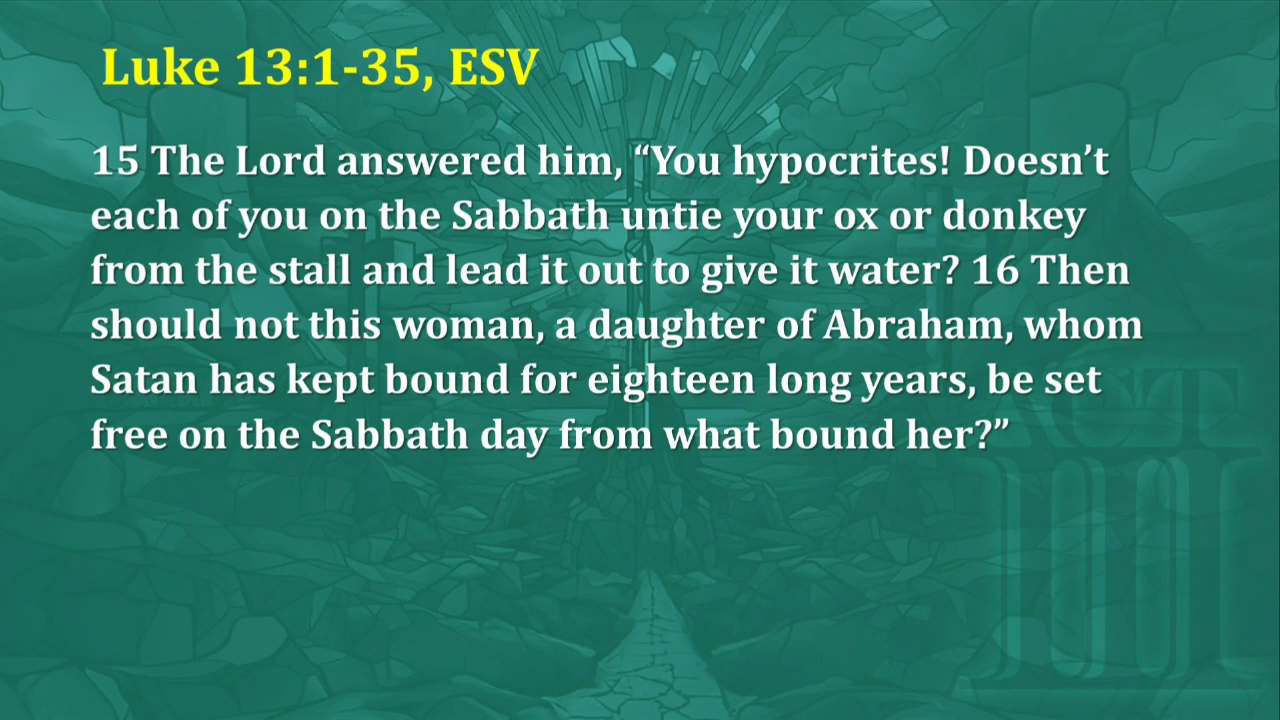 Luke 13:1-35, ESV
15 The Lord answered him, “You hypocrites! Doesn’t
each of you on the Sabbath untie your ox or donkey
from the stall and lead it out to give it water? 16 Then
should not this woman, a daughter of Abraham, whom
Satan has kept bound for eighteen long years, be set
free on the Sabbath day from what bound her?”
ACT
III